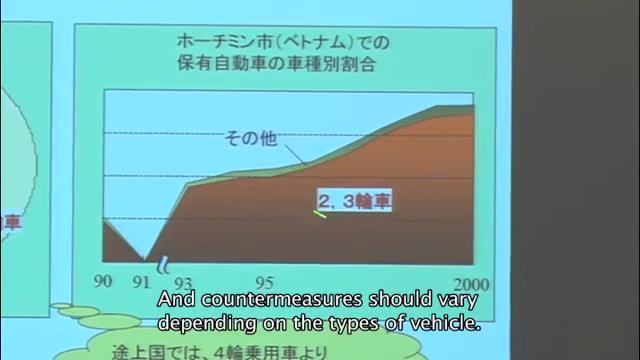 ホーチミン市(ベトナム)での
保有自動車の車種別割合
その他
2, 3輪車
輪車
90 91 93 95 2000
And countermeasures should vary
depending on the types of vehicle.
途上国では、4輪乗用車より